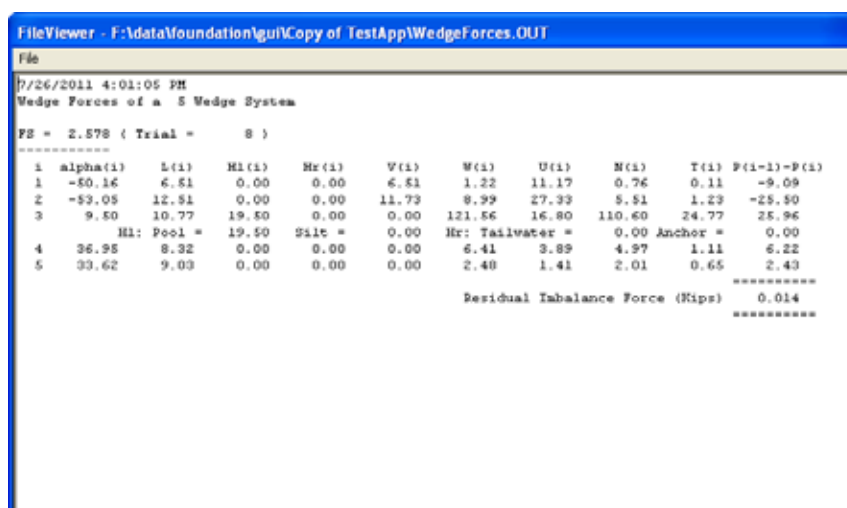 FileViewer - F:\data\foundation\gui\Copy of TestApp\WedgeForces.OUT
File
7/26/2011 4:01:05 PM
Wedge Forces of a 5 Wedge System
FS = 2.578 ( Trial = 8 )
-----------
i alpha(i) L(i) Hl(i) Hr(i) V(i) W(i) U(i) N(i) T(i) P(i-1)-P(i)
1 -50.16 6.51 0.00 0.00 6.51 1.22 11.17 0.76 0.11 -9.09
2 -53.05 12.51 0.00 0.00 11.73 8.99 27.33 5.51 1.23 -25.50
3 9.50 10.77 19.50 0.00 0.00 121.56 16.80 110.60 24.77 25.96
Hl: Pool = 19.50 Silt = 0.00 Hr: Tailwater = 0.00 Anchor = 0.00
4 36.95 8.32 0.00 0.00 0.00 6.41 3.89 4.97 1.11 6.22
5 33.62 9.03 0.00 0.00 0.00 2.48 1.41 2.01 0.65 2.43
==========
Residual Imbalance Force (Kips) 0.014
==========